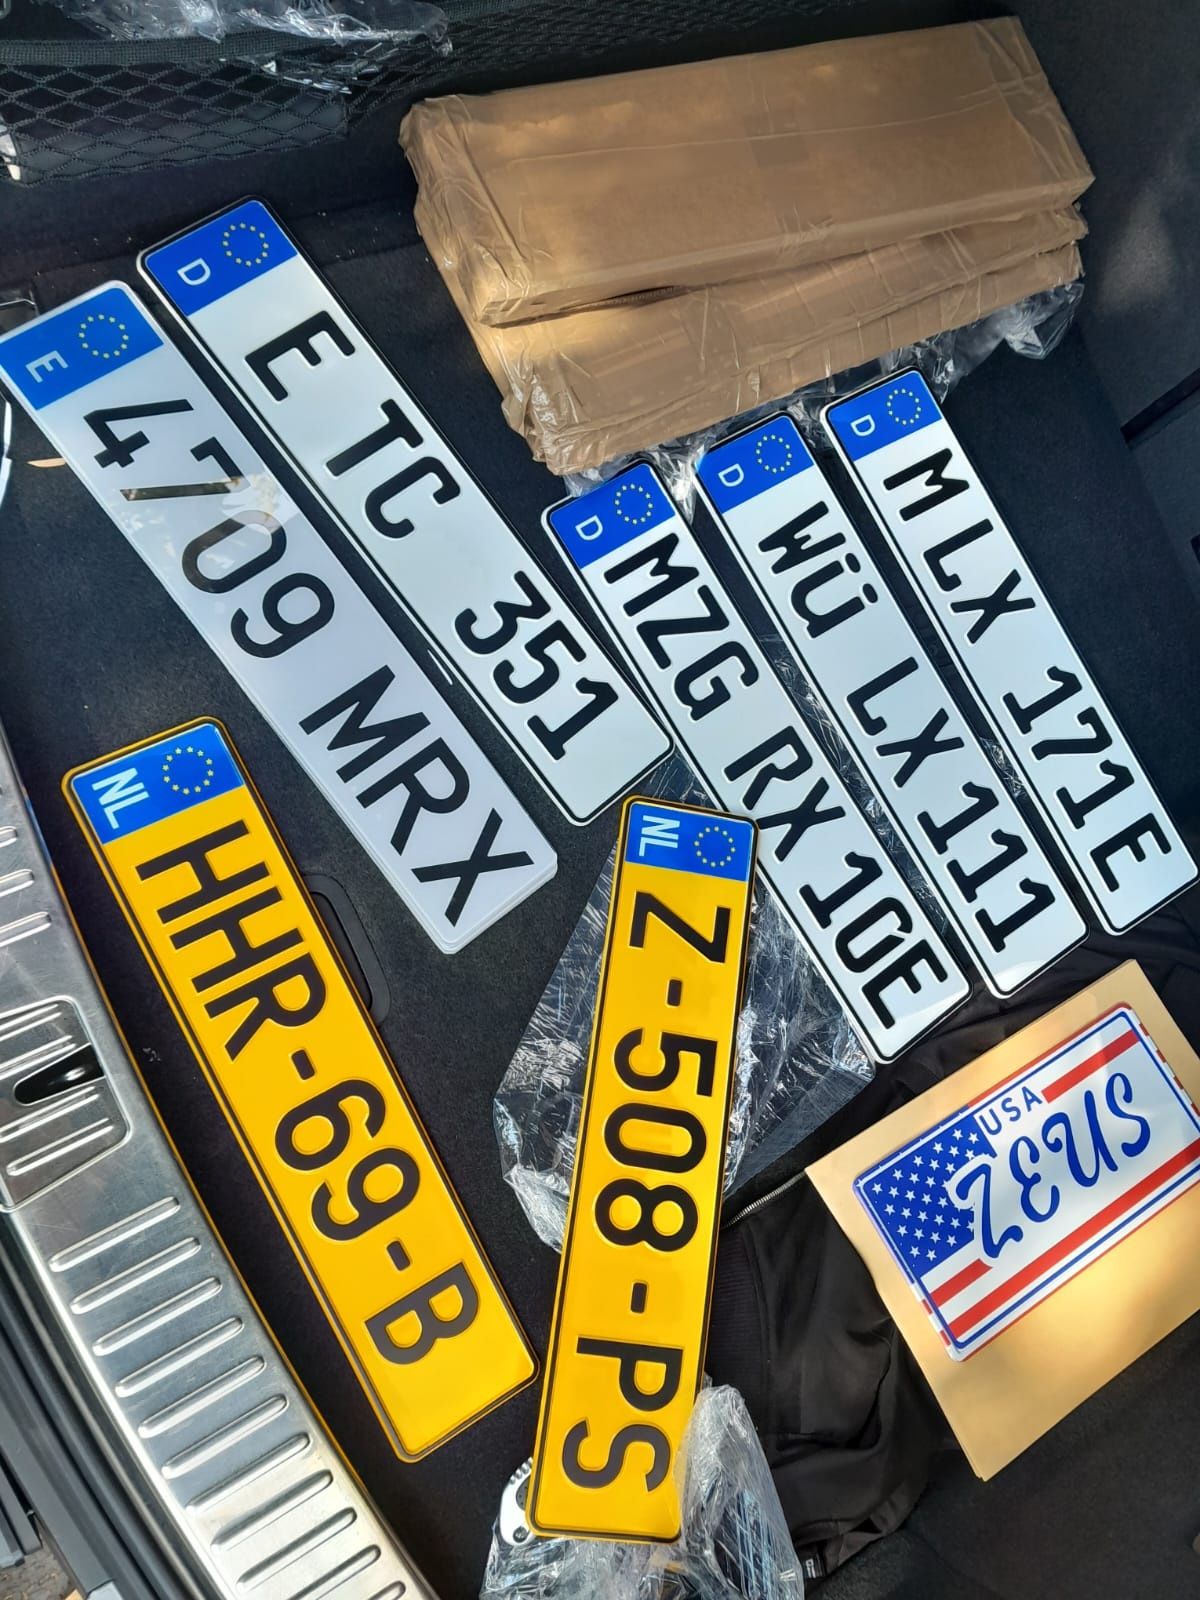 D
E TC 351
E
4709 MRX
D
M LX 171E
D
WÜ LX 111
D
MZG RX 10E
NL
HHR-69-B
NL
Z-508-PS
USA
SNEZ